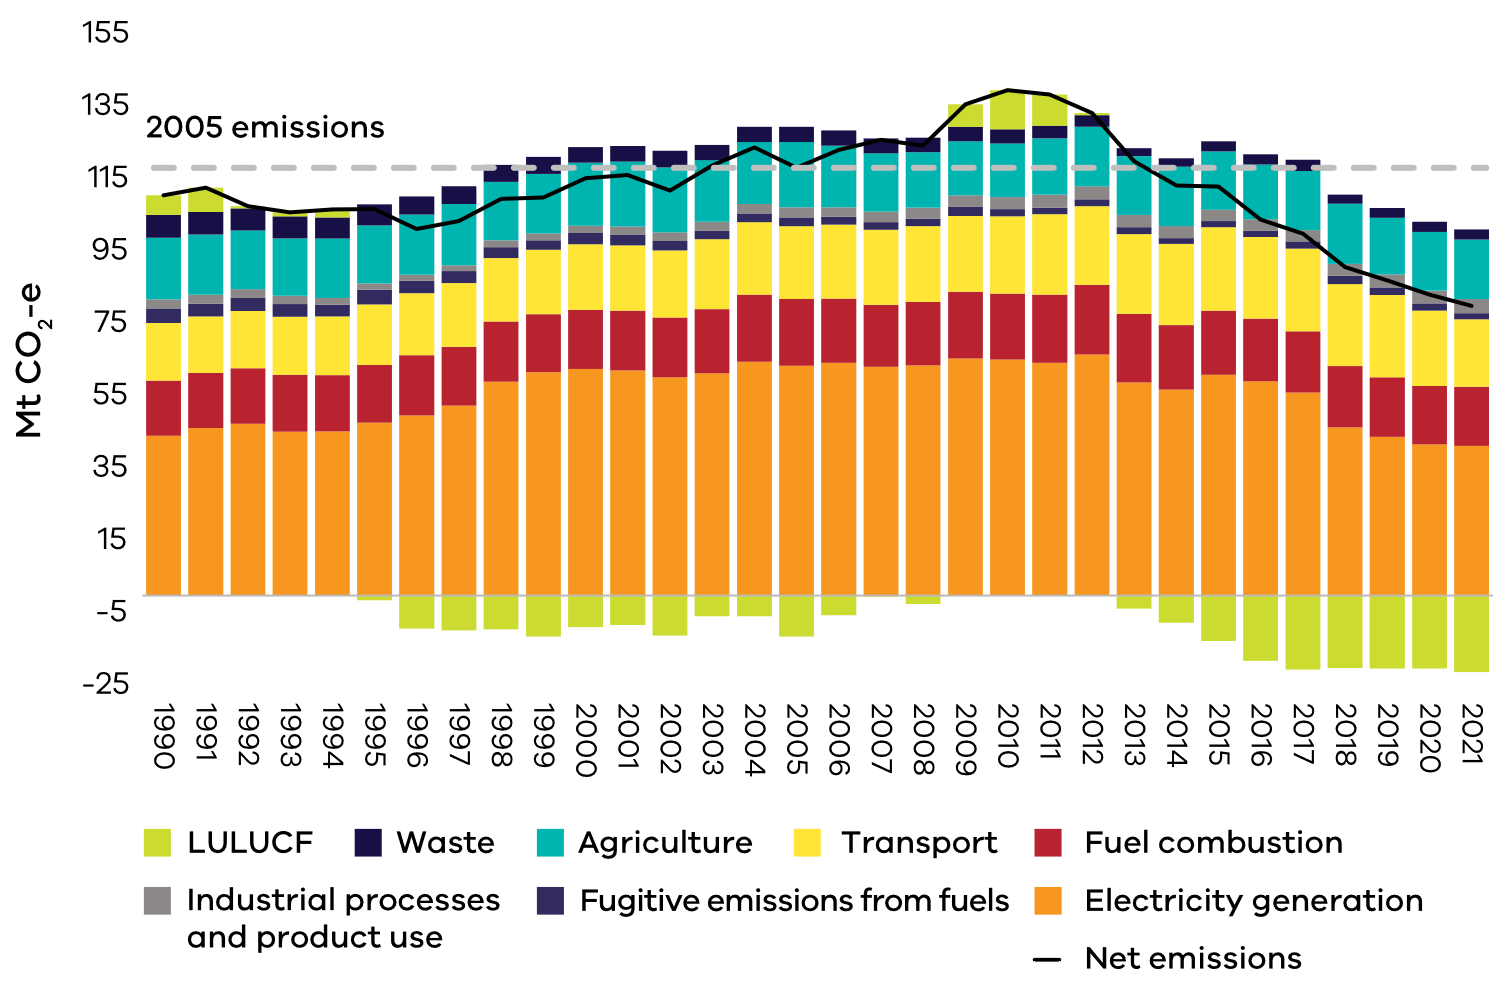 155
135
2005 emissions
115
95
75
55
35
15
-5
-25
Mt CO₂-e
1990 1991 1992 1993 1994 1995 1996 1997 1998 1999 2000 2001 2002 2003 2004 2005 2006 2007 2008 2009 2010 2011 2012 2013 2014 2015 2016 2017 2018 2019 2020 2021
LULUCF Waste Agriculture Transport Fuel combustion
Industrial processes Fugitive emissions from fuels Electricity generation
and product use
Net emissions